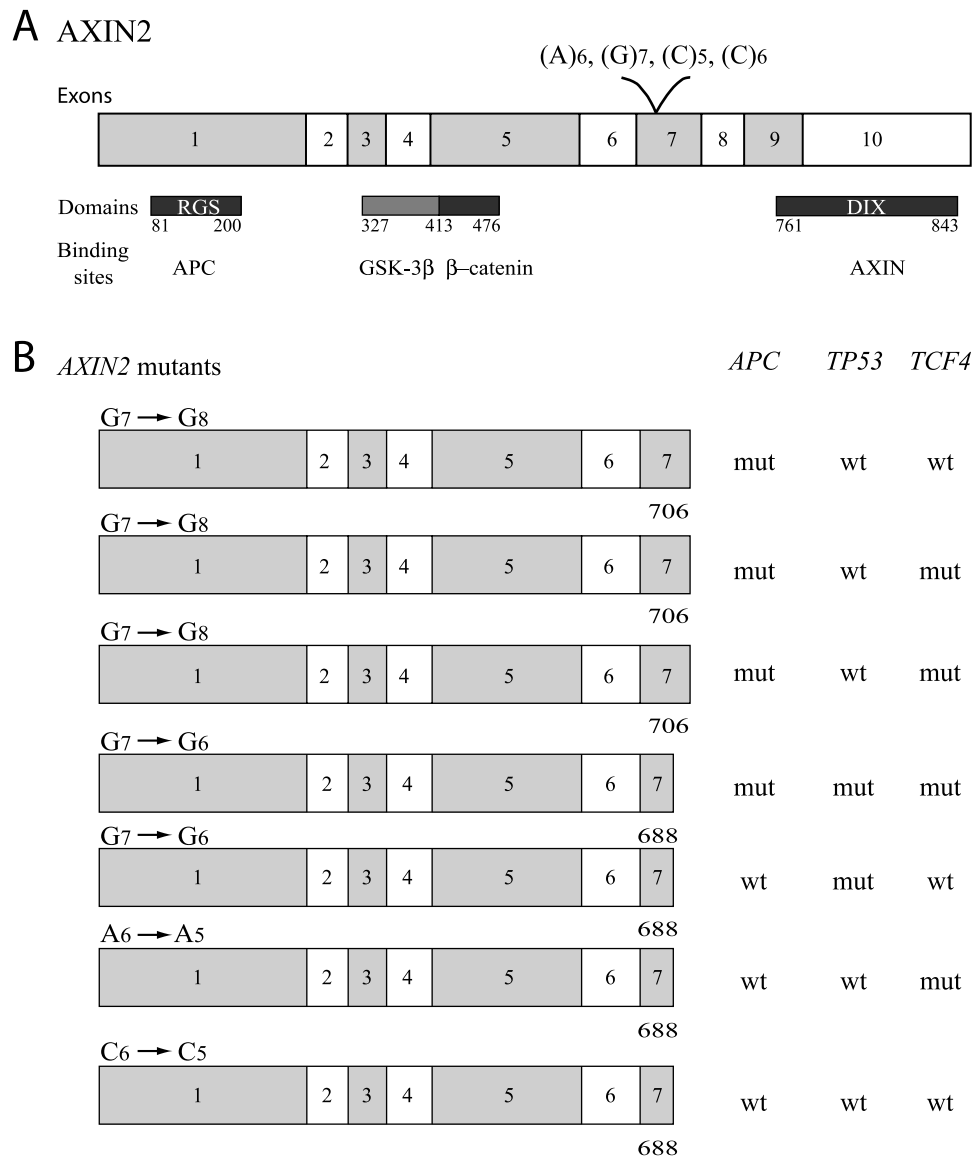 A AXIN2
(A)6, (G)7, (C)5, (C)6
Exons
1 2 3 4 5 6 7 8 9 10
Domains RGS DIX
81 200 327 413 476 761 843
Binding sites APC GSK-3β β–catenin AXIN
B AXIN2 mutants APC TP53 TCF4
G7 → G8
1 2 3 4 5 6 7 mut wt wt
706
G7 → G8
1 2 3 4 5 6 7 mut wt mut
706
G7 → G8
1 2 3 4 5 6 7 mut wt mut
706
G7 → G6
1 2 3 4 5 6 7 mut mut mut
688
G7 → G6
1 2 3 4 5 6 7 wt mut wt
688
A6 → A5
1 2 3 4 5 6 7 wt wt mut
688
C6 → C5
1 2 3 4 5 6 7 wt wt wt
688